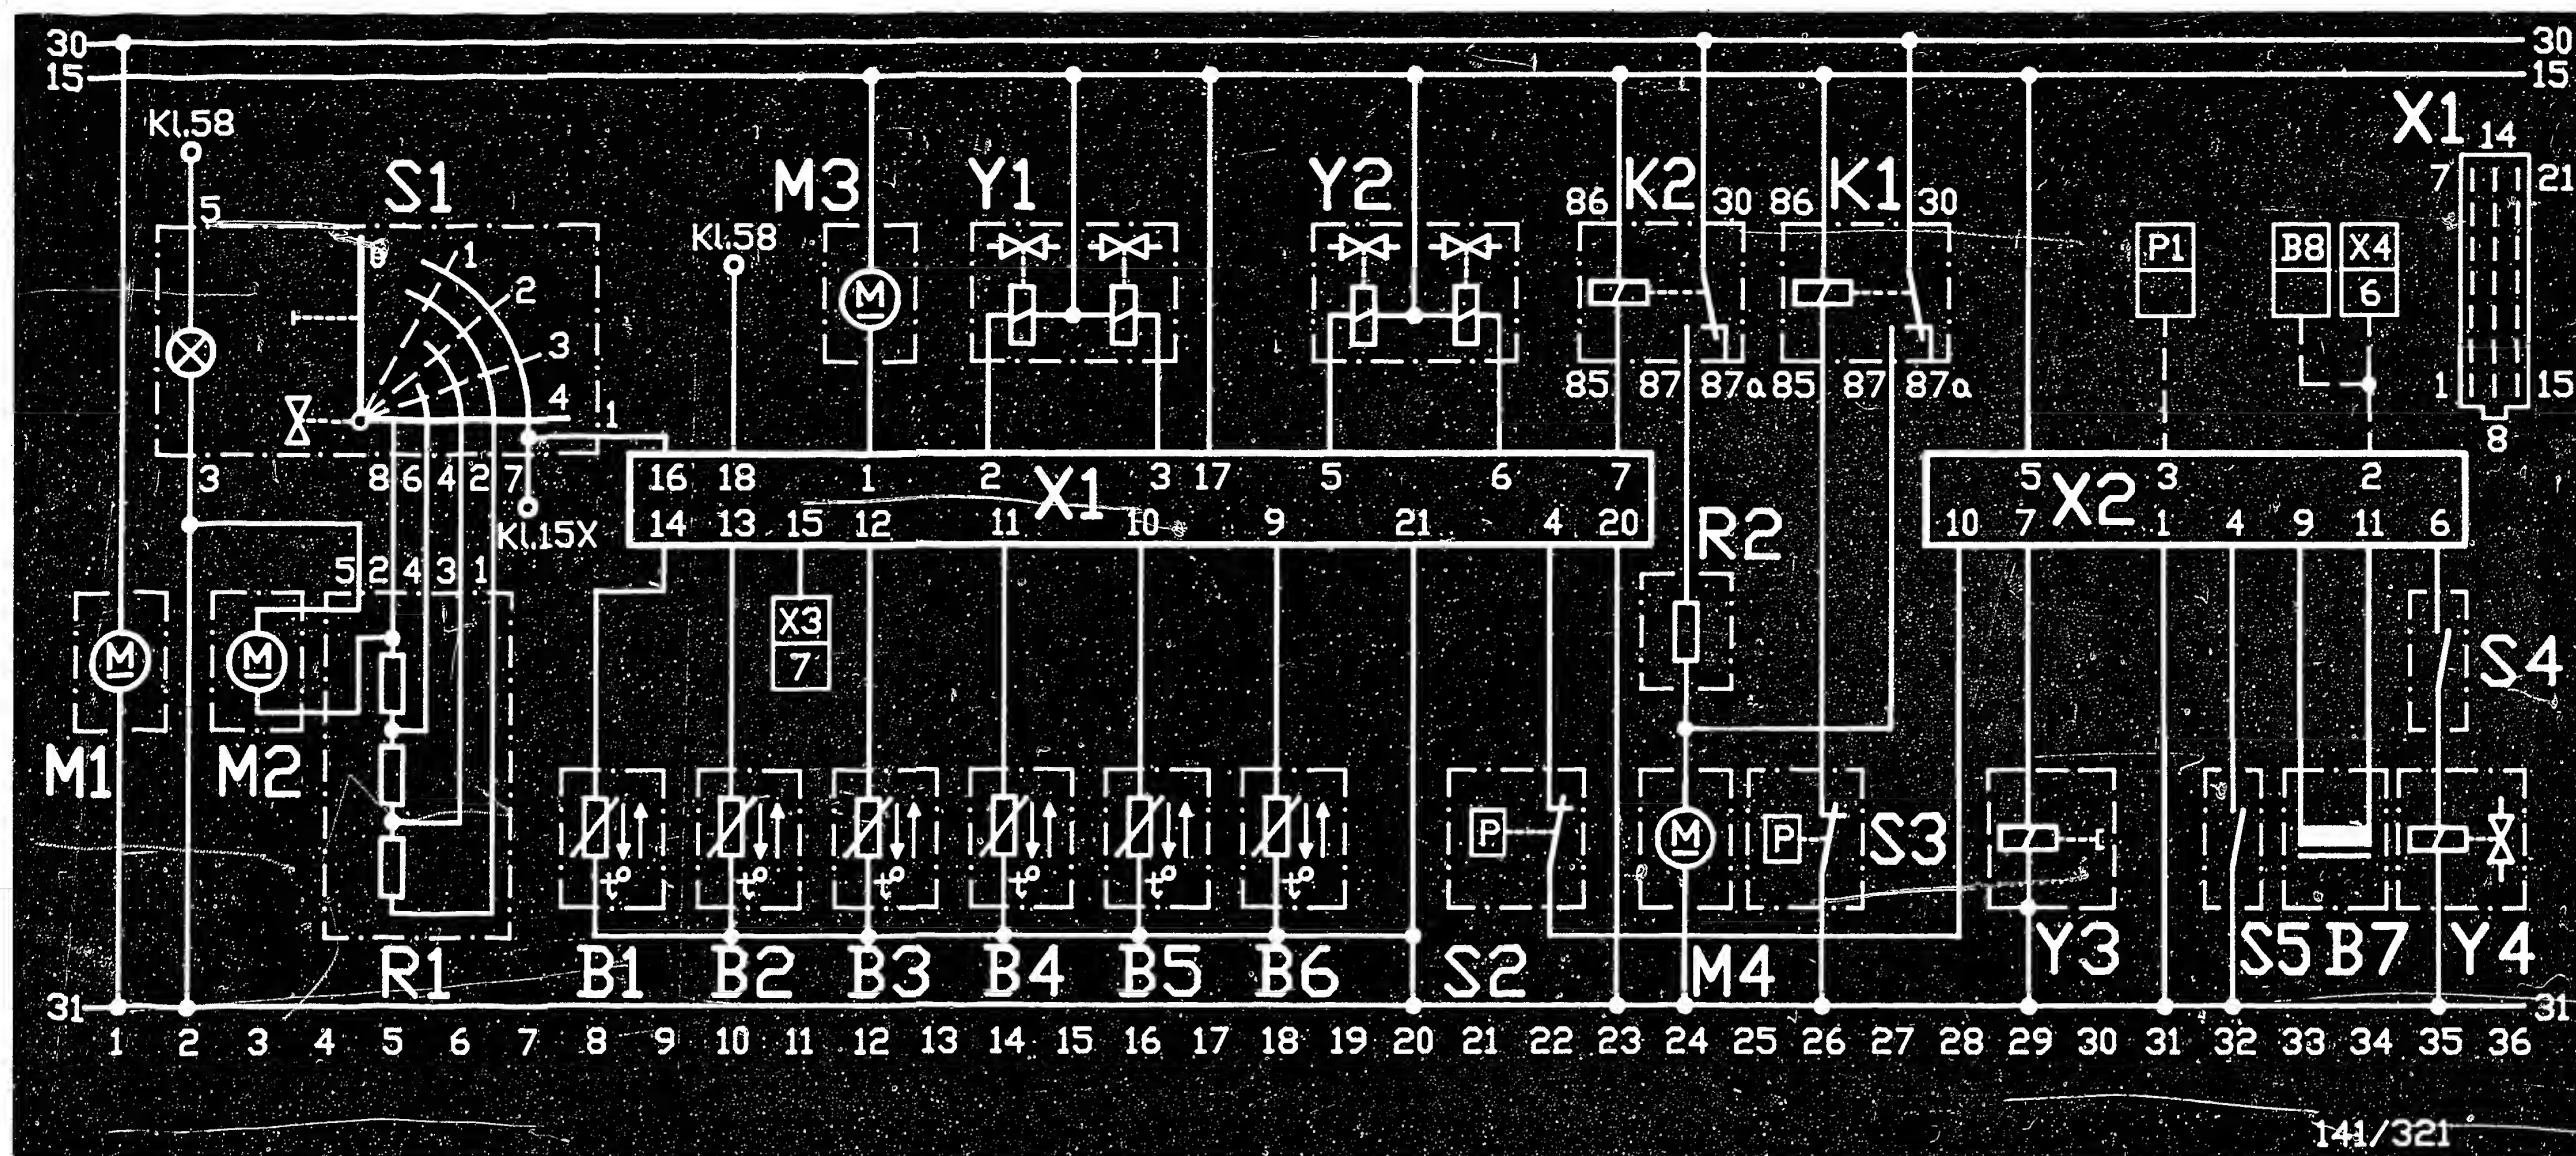 30 30
15 15
Kl.58
S1
M3 Y1 Y2
K2 K1
X1 14
7 21
86 30 86 30
5
Kl.58
6 1
2
3
4
1
M M
P1 B8 X4
6
85 87 87a 85 87 87a
1 15
8
3 8 6 4 2 7
Kl.15X
16 18 1 2 X1 3 17 5 6 7
14 13 15 12 11 10 9 21 4 20
5 X2 3 2
10 7 1 4 9 11 6
5 2 4 3 1
R2
X3
7
M M
S4
M1 M2
P M P S3
t° t° t° t° t° t°
R1 B1 B2 B3 B4 B5 B6 S2 M4 Y3 S5 B7 Y4
31 31
1 2 3 4 5 6 7 8 9 10 11 12 13 14 15 16 17 18 19 20 21 22 23 24 25 26 27 28 29 30 31 32 33 34 35 36
141/321